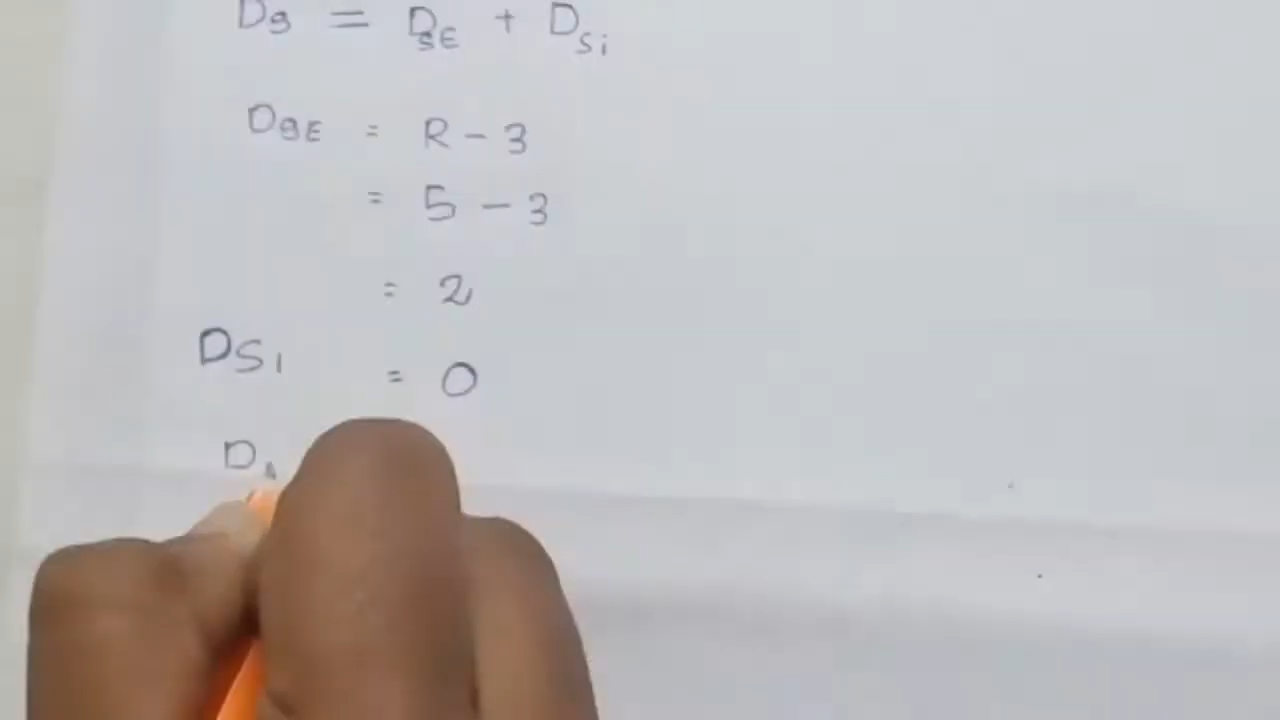 Ds = DSE + DSi
DSE = R - 3
= 5 - 3
= 2
DSi = 0
D